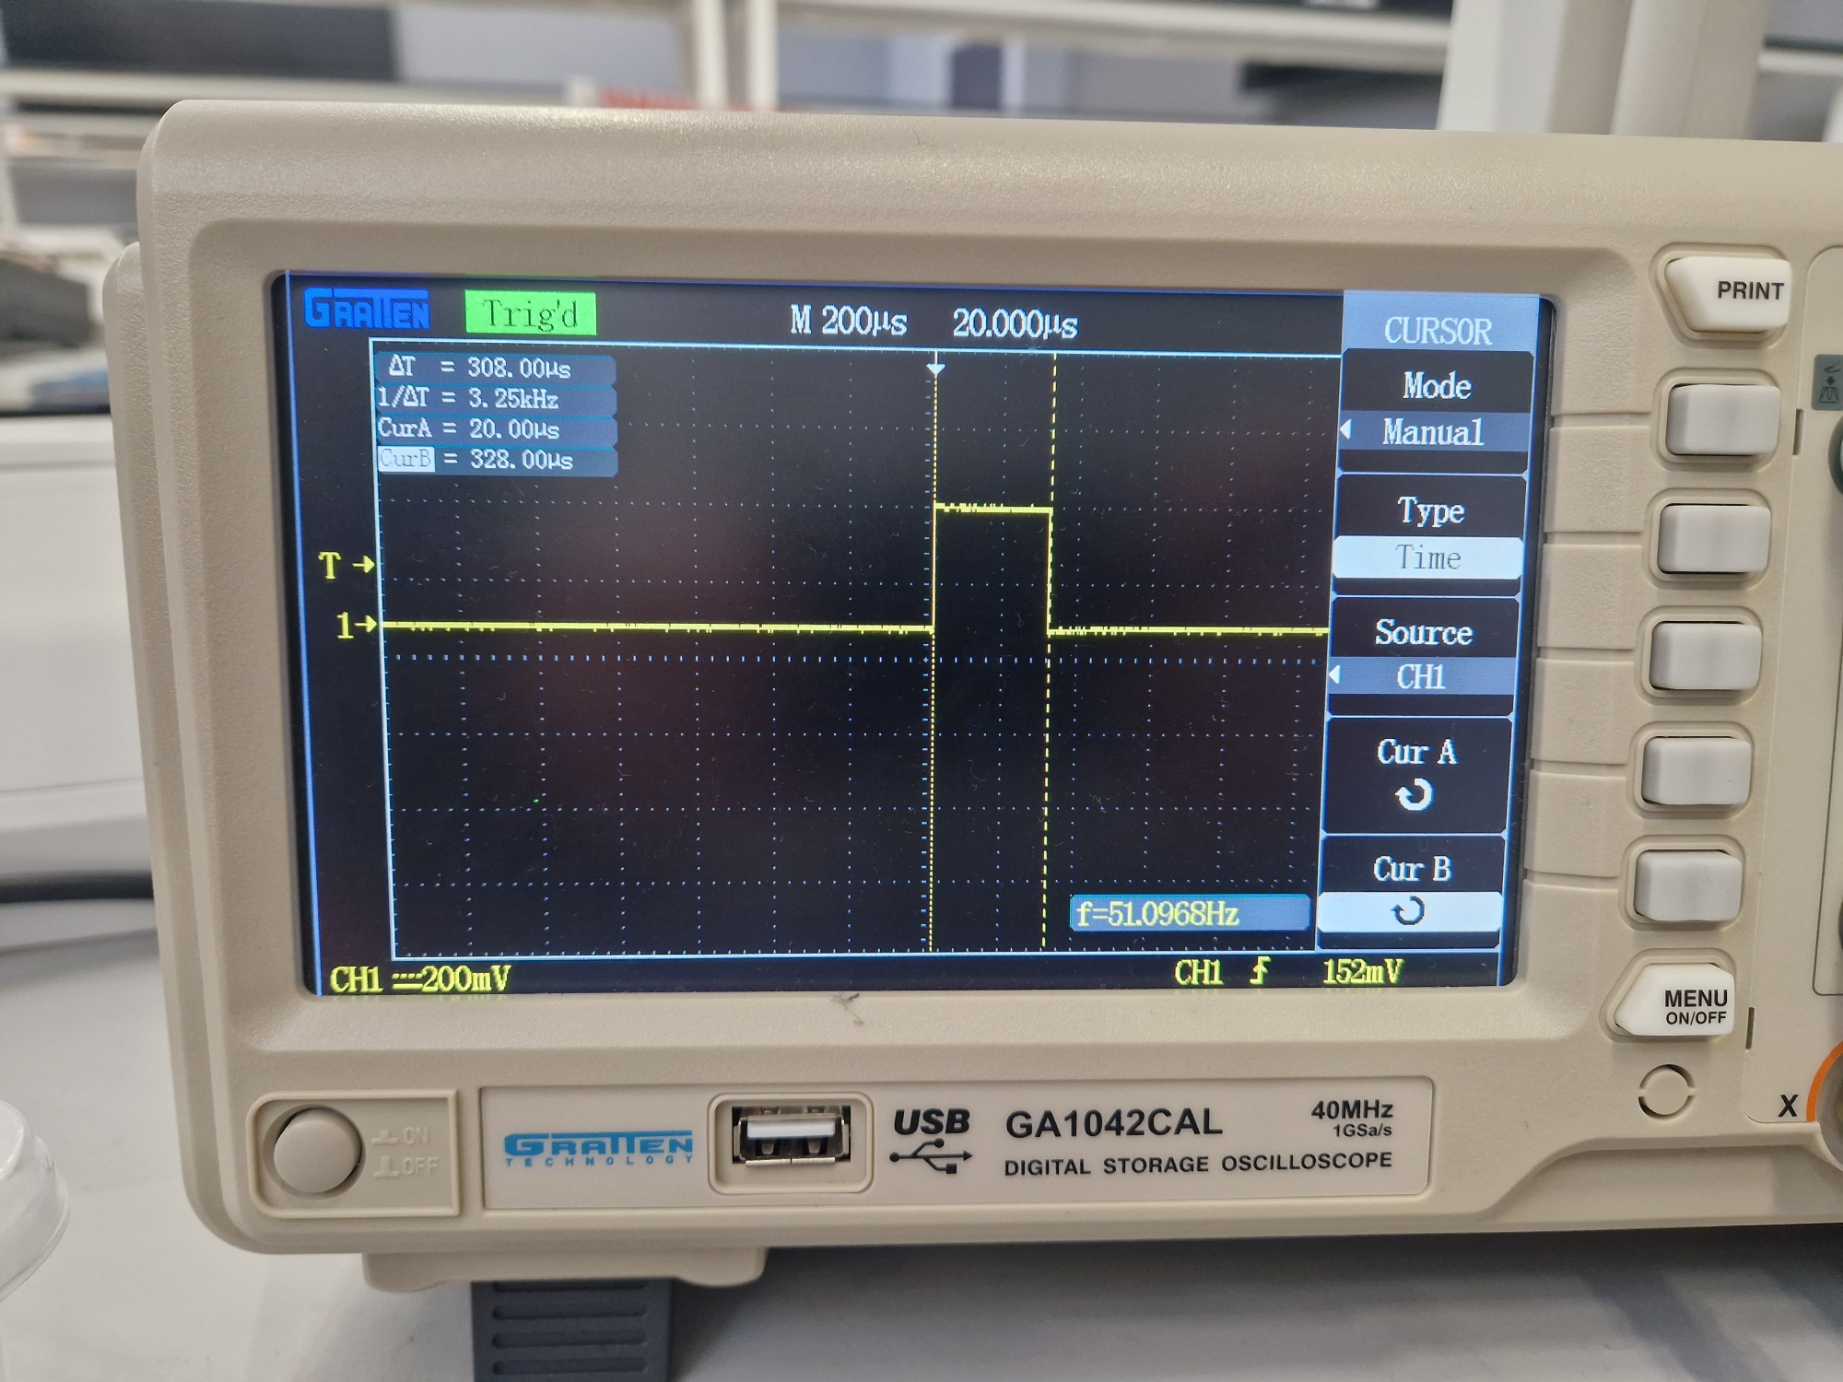 GRATTEN Trig'd M 200µs 20.000µs CURSOR
ΔT = 308.00µs
1/ΔT = 3.25kHz
CurA = 20.00µs
CurB = 328.00µs
Mode
Manual
Type
Time
Source
CH1
Cur A
Cur B
T
1
f=51.0968Hz
CH1 200mV CH1 152mV
PRINT
MENU
ON/OFF
X
ON
OFF
GRATTEN
TECHNOLOGY
USB
GA1042CAL
40MHz
1GSa/s
DIGITAL STORAGE OSCILLOSCOPE